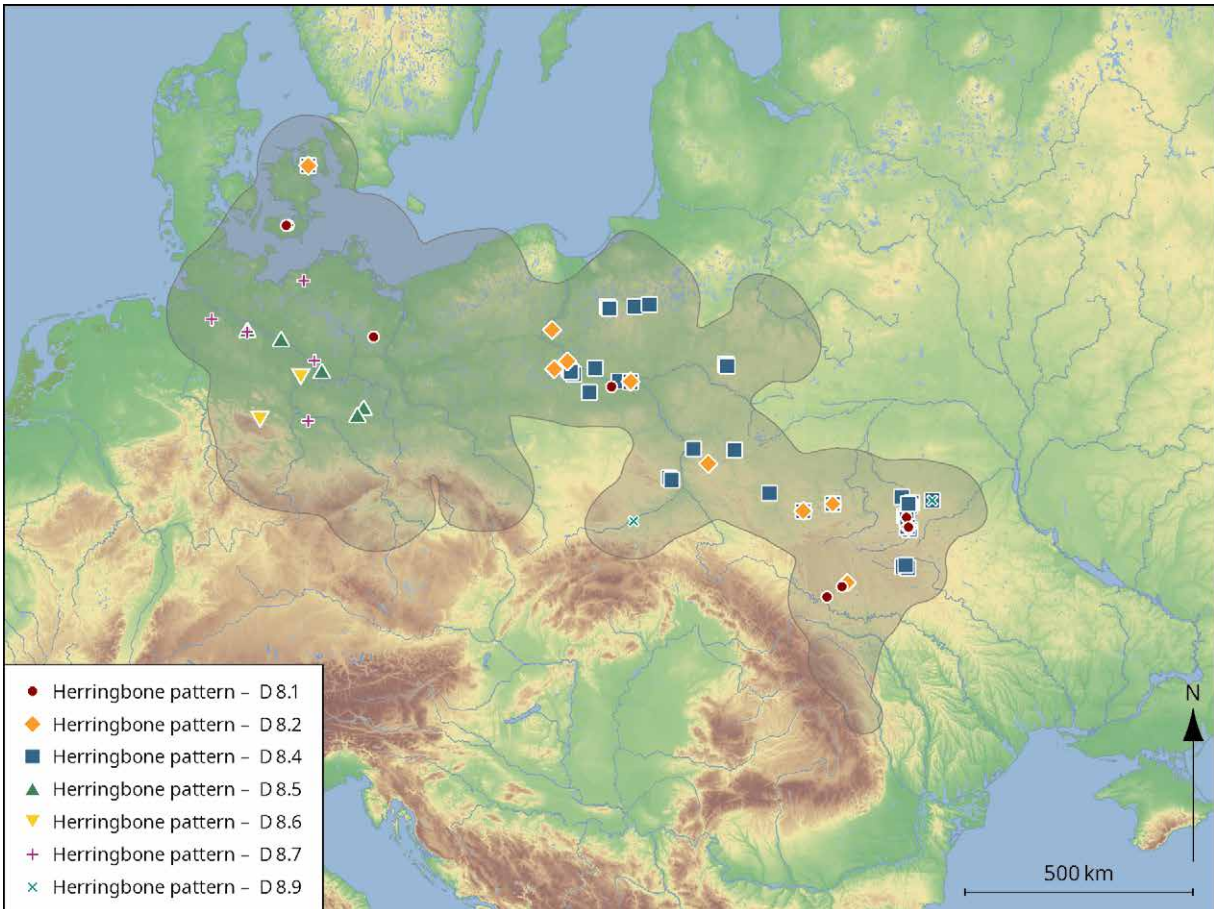 Herringbone pattern – D 8.1
Herringbone pattern – D 8.2
Herringbone pattern – D 8.4
Herringbone pattern – D 8.5
Herringbone pattern – D 8.6
Herringbone pattern – D 8.7
Herringbone pattern – D 8.9
N
500 km